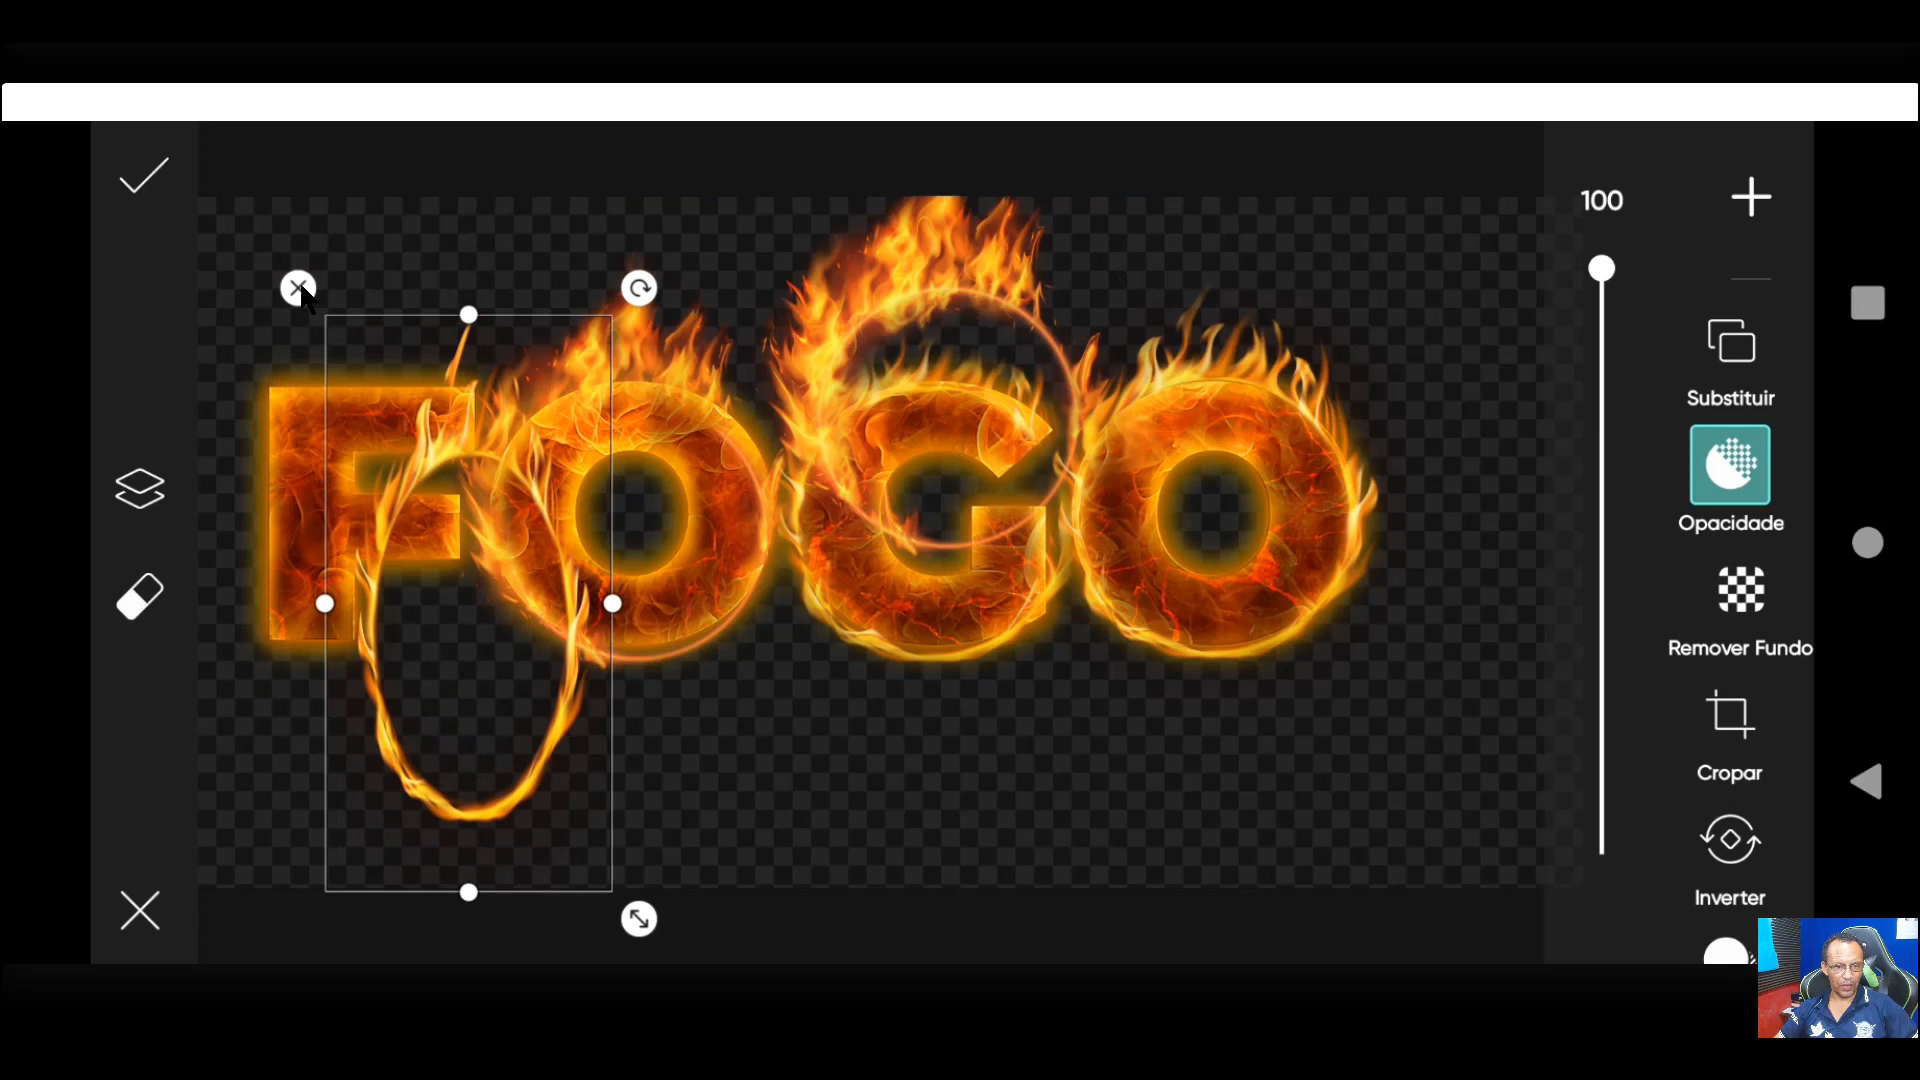 100
FOGO
Substituir
Opacidade
Remover Fundo
Cropar
Inverter